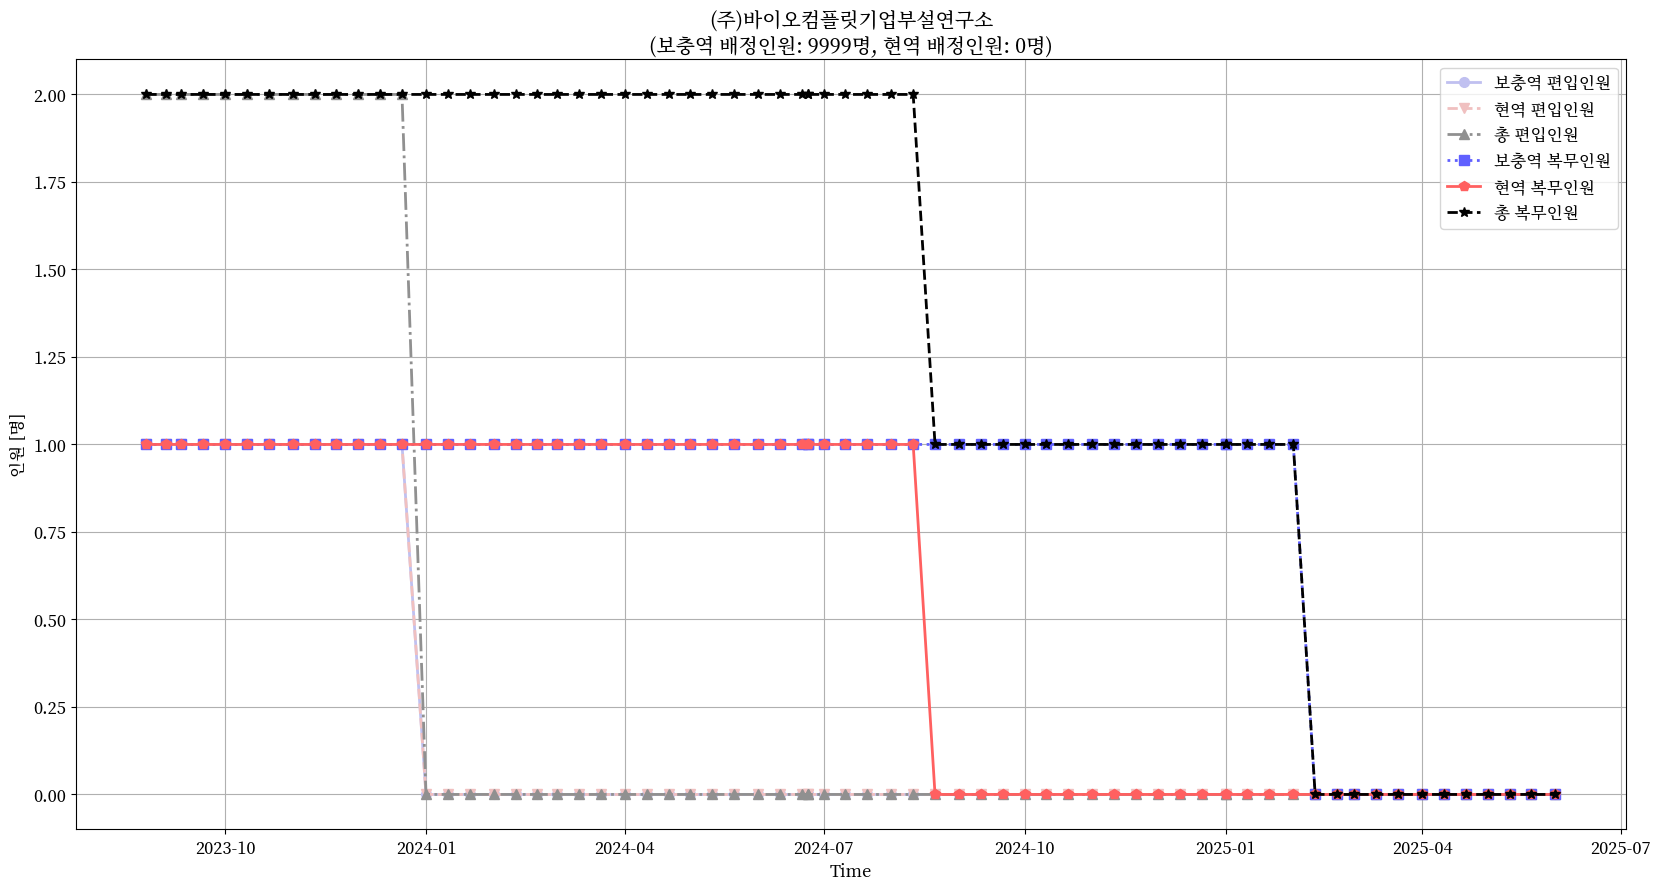 (주)바이오컴플릿기업부설연구소
(보충역 배정인원: 9999명, 현역 배정인원: 0명)
보충역 편입인원
현역 편입인원
총 편입인원
보충역 복무인원
현역 복무인원
총 복무인원
인원 [명]
2.00
1.75
1.50
1.25
1.00
0.75
0.50
0.25
0.00
2023-10
2024-01
2024-04
2024-07
2024-10
2025-01
2025-04
2025-07
Time